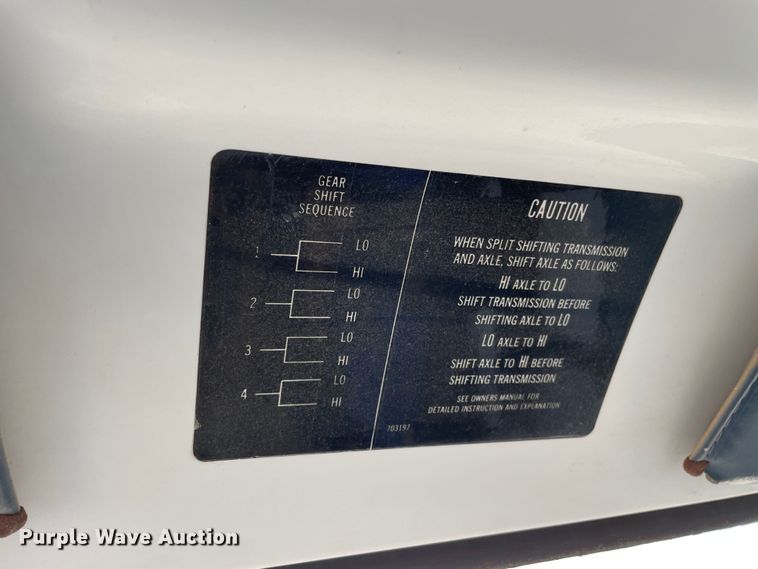 GEAR
SHIFT
SEQUENCE
1
LO
HI
2
LO
HI
3
LO
HI
4
LO
HI
CAUTION
WHEN SPLIT SHIFTING TRANSMISSION
AND AXLE, SHIFT AXLE AS FOLLOWS:
HI AXLE TO LO
SHIFT TRANSMISSION BEFORE
SHIFTING AXLE TO LO
LO AXLE TO HI
SHIFT AXLE TO HI BEFORE
SHIFTING TRANSMISSION
SEE OWNERS MANUAL FOR
DETAILED INSTRUCTION AND EXPLANATION
703197
Purple Wave Auction